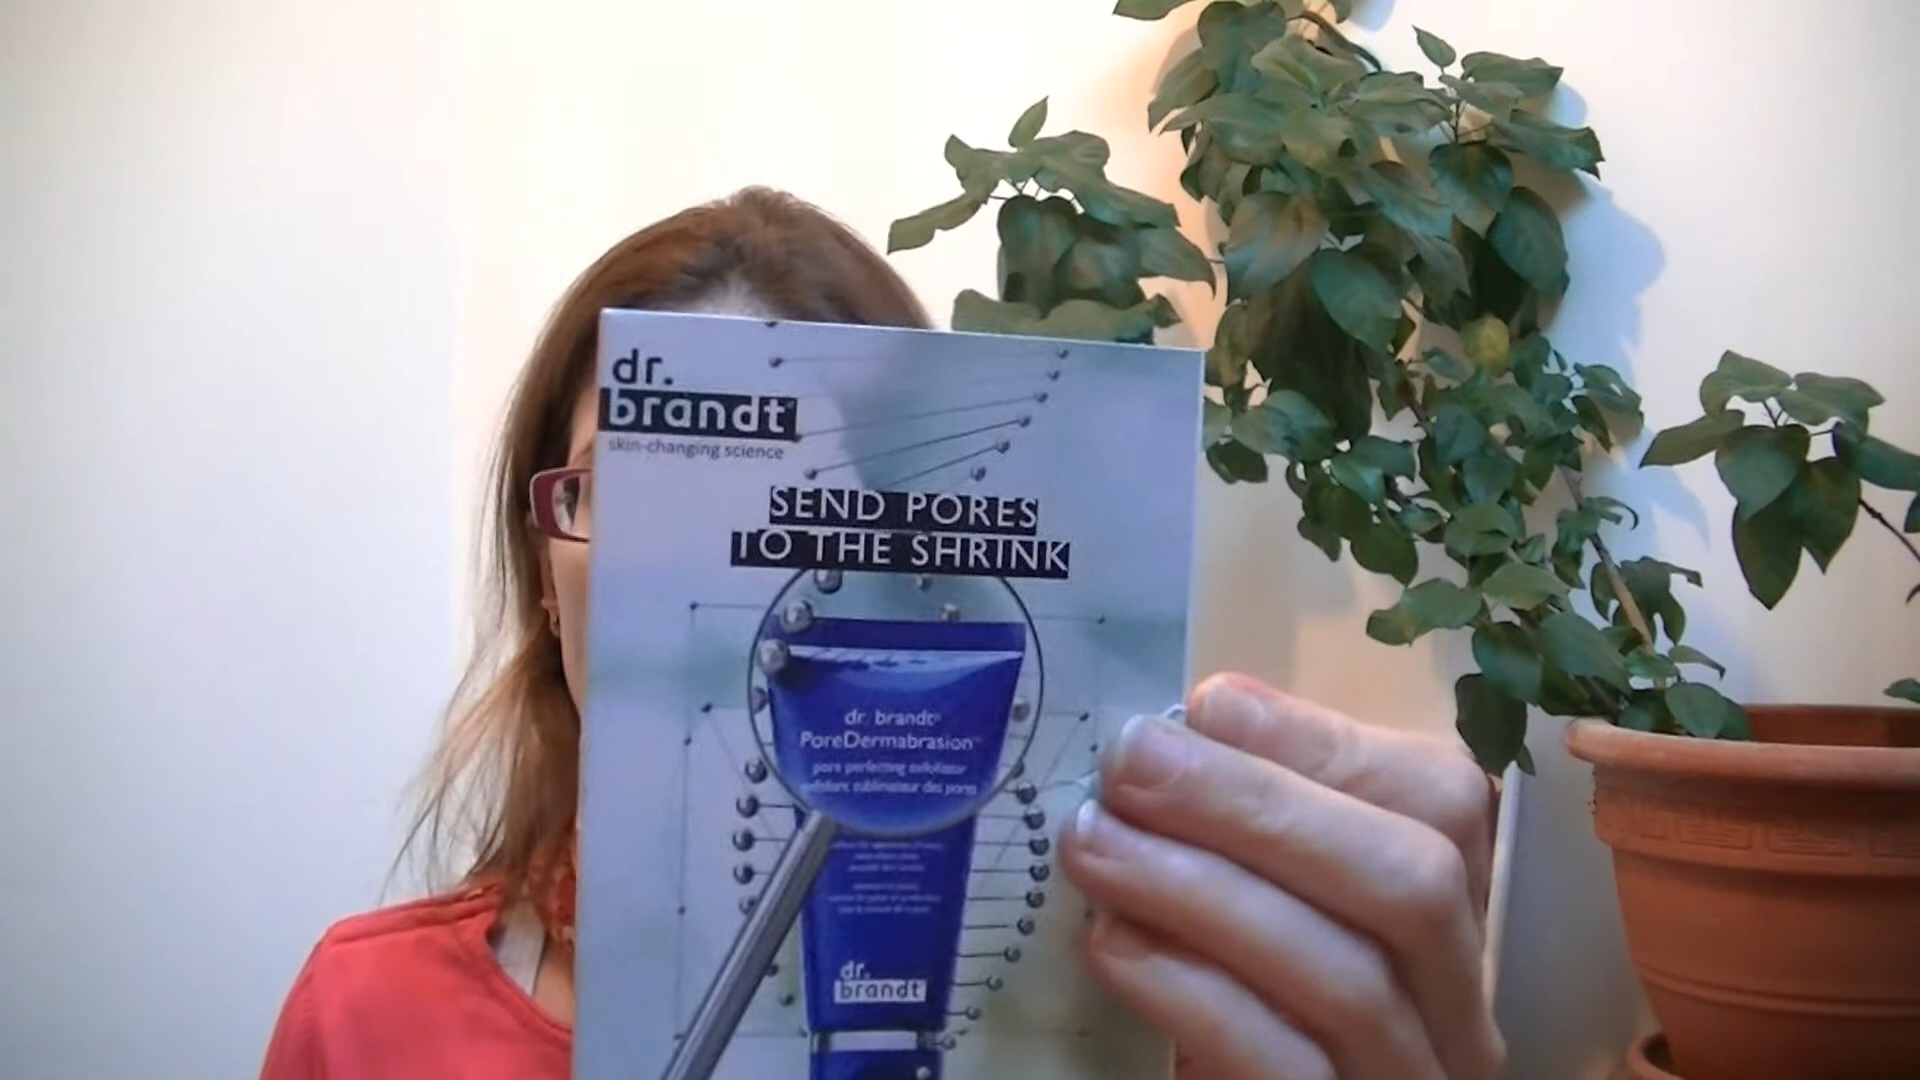 dr.
brandt
skin-changing science
SEND PORES
TO THE SHRINK
dr. brandt®
PoreDermabrasion™
pore perfecting exfoliator
exfoliant sublimateur des pores
dr.
brandt